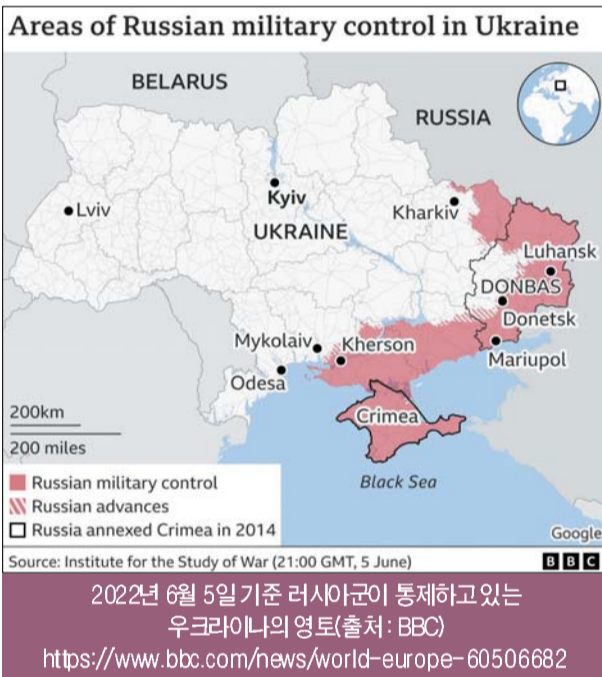 Areas of Russian military control in Ukraine
BELARUS
RUSSIA
Kyiv
Lviv
Kharkiv
UKRAINE
Luhansk
DONBAS
Donetsk
Mykolaiv
Kherson
Mariupol
Odesa
200km
Crimea
200 miles
Russian military control
Black Sea
Russian advances
Russia annexed Crimea in 2014
Google
Source: Institute for the Study of War (21:00 GMT, 5 June)
BBC
2022년 6월 5일 기준 러시아군이 통제하고 있는
우크라이나의 영토(출처 : BBC)
https://www.bbc.com/news/world-europe-60506682